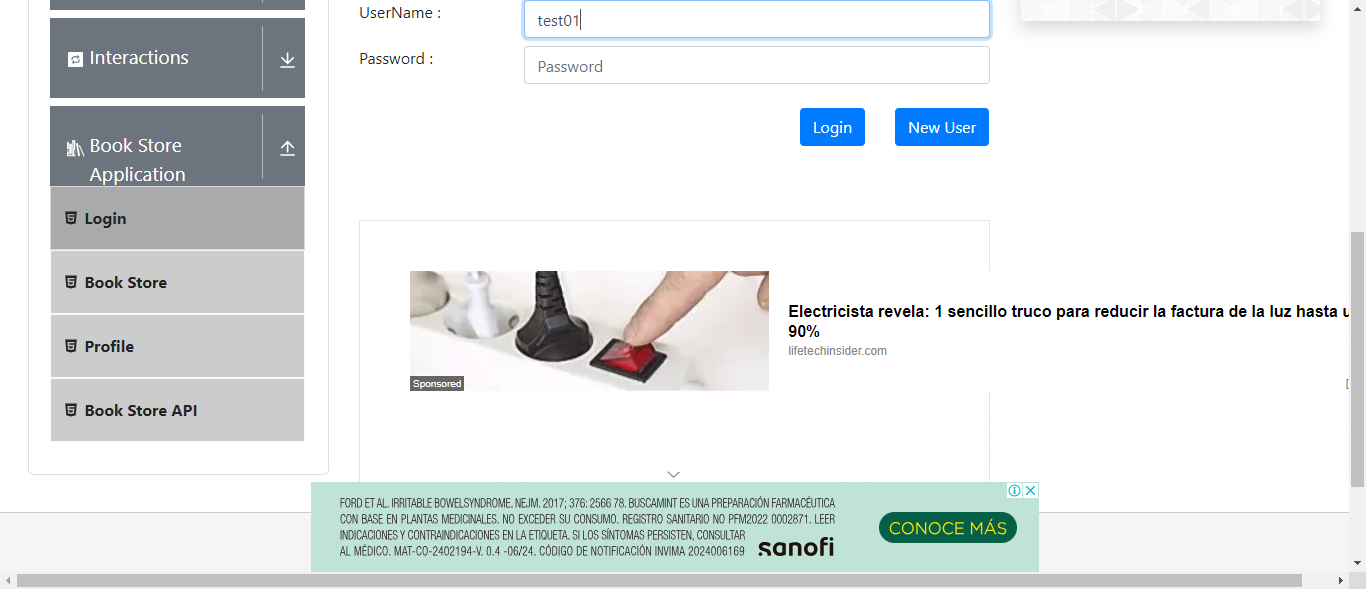 UserName :
test01
Interactions
Password :
Password
Login
New User
Book Store
Application
Login
Book Store
Profile
Book Store API
Electricista revela: 1 sencillo truco para reducir la factura de la luz hasta
90%
lifetechinsider.com
Sponsored
FORD ET AL. IRRITABLE BOWELSYNDROME. NEJM. 2017; 376: 2566 78. BUSCAMINT ES UNA PREPARACIÓN FARMACÉUTICA
CON BASE EN PLANTAS MEDICINALES. NO EXCEDER SU CONSUMO. REGISTRO SANITARIO NO PFM2022 0002871. LEER
INDICACIONES Y CONTRAINDICACIONES EN LA ETIQUETA. SI LOS SÍNTOMAS PERSISTEN, CONSULTAR
AL MÉDICO. MAT-CO-2402194-V. 0.4 -06/24. CÓDIGO DE NOTIFICACIÓN INVIMA 2024006169
sanofi
CONOCE MÁS